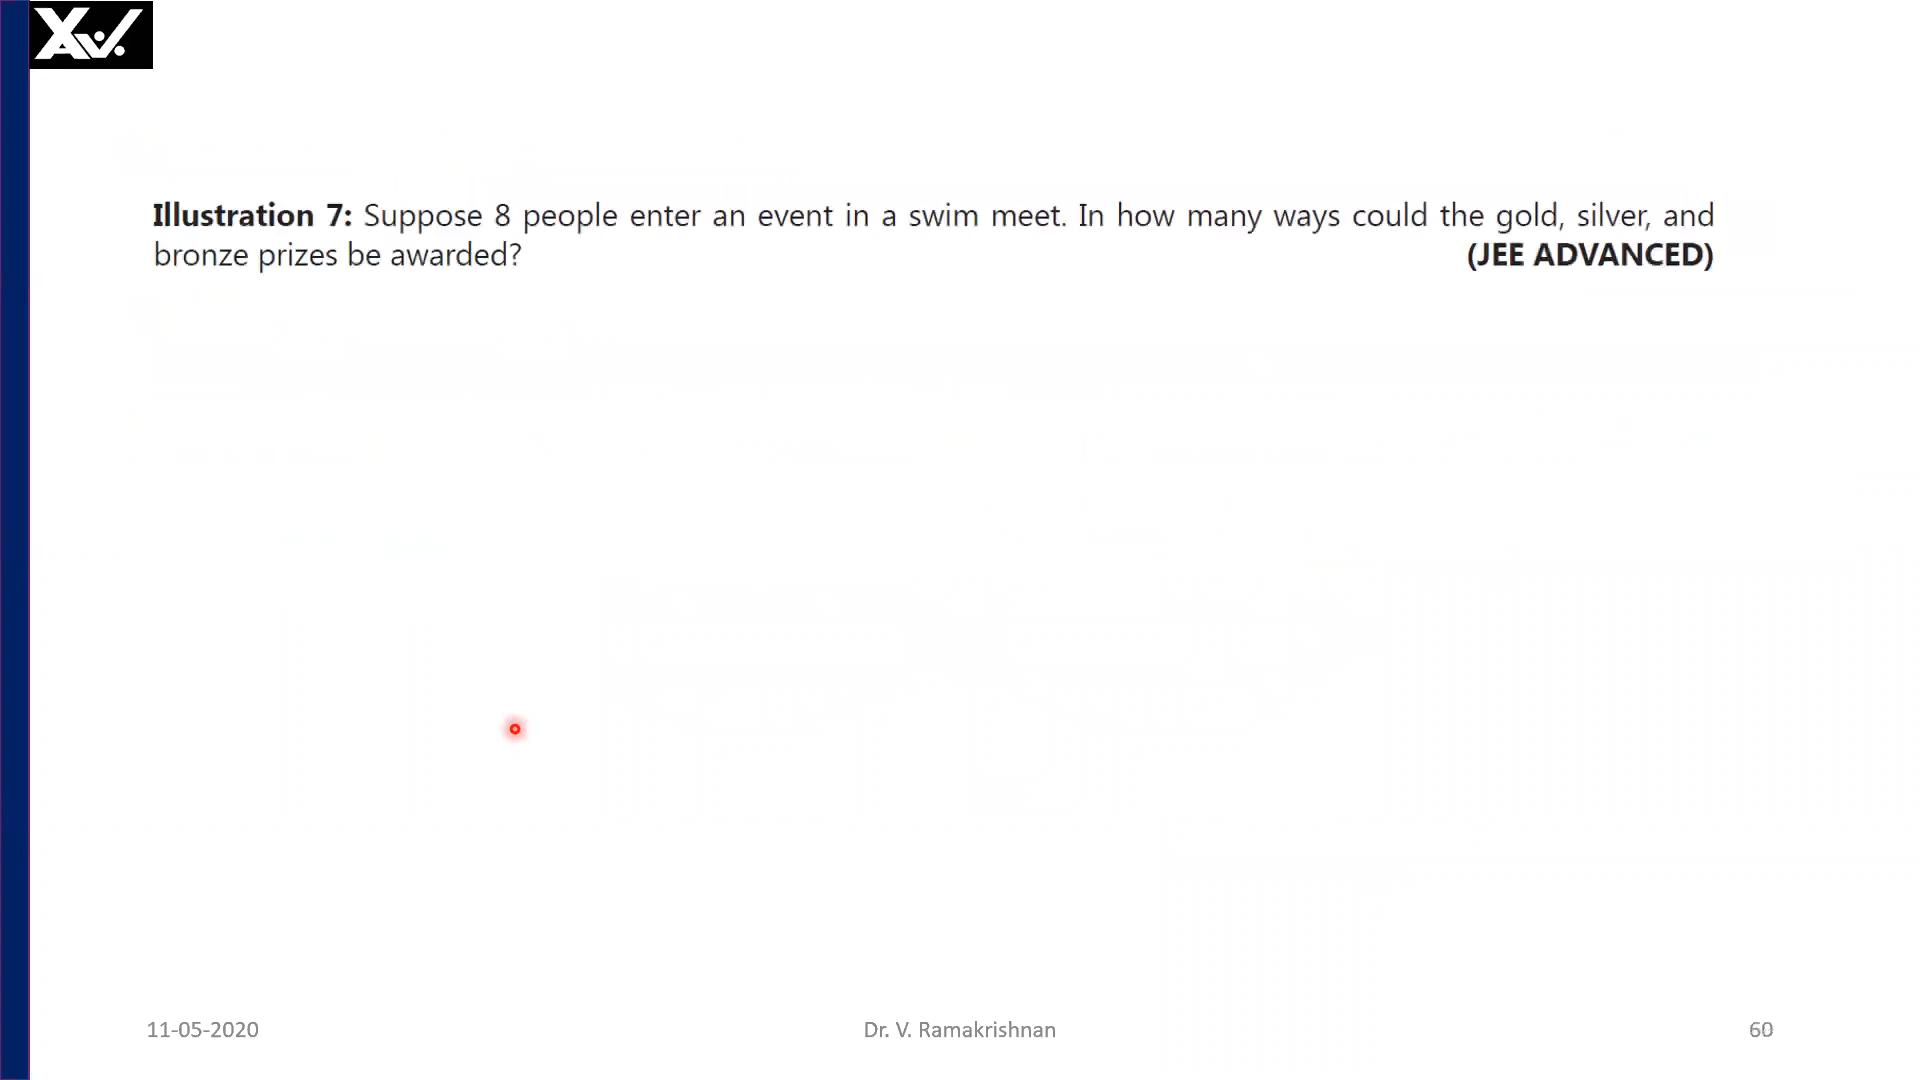 XV.
Illustration 7: Suppose 8 people enter an event in a swim meet. In how many ways could the gold, silver, and
bronze prizes be awarded? (JEE ADVANCED)
11-05-2020 Dr. V. Ramakrishnan 60